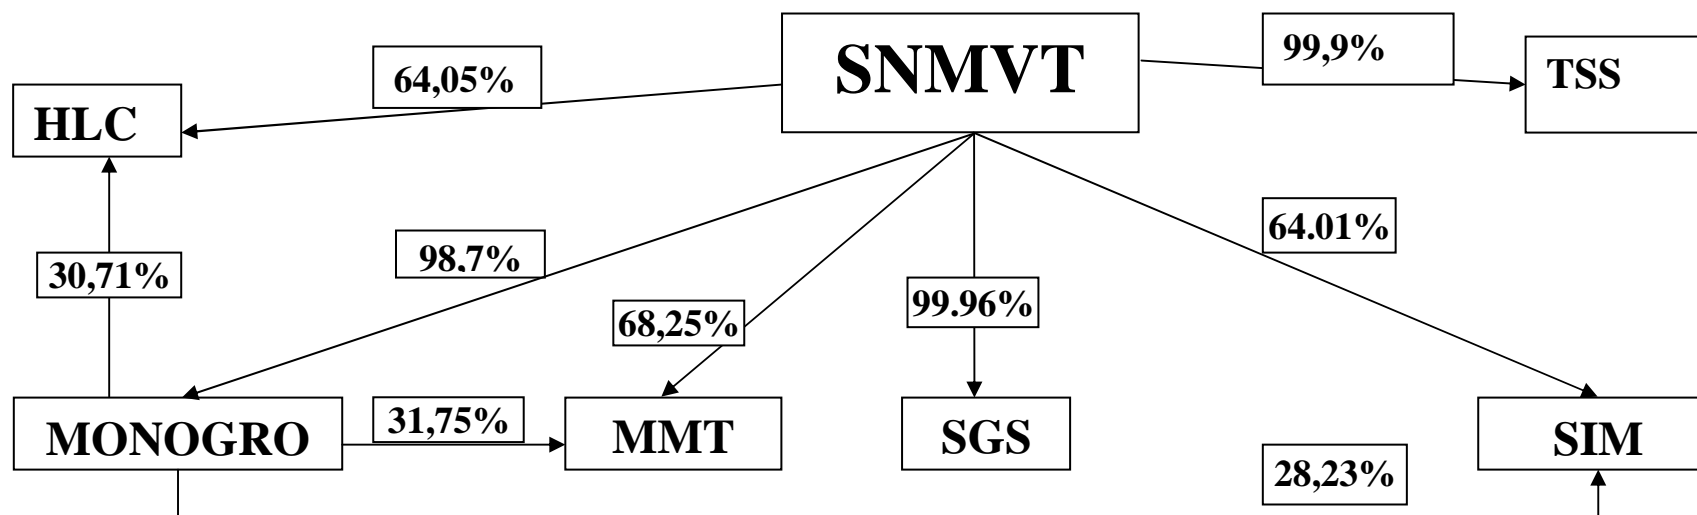 SNMVT
99,9%
TSS
64,05%
HLC
64.01%
98,7%
30,71%
99.96%
68,25%
31,75%
MONOGRO
MMT
SGS
SIM
28,23%